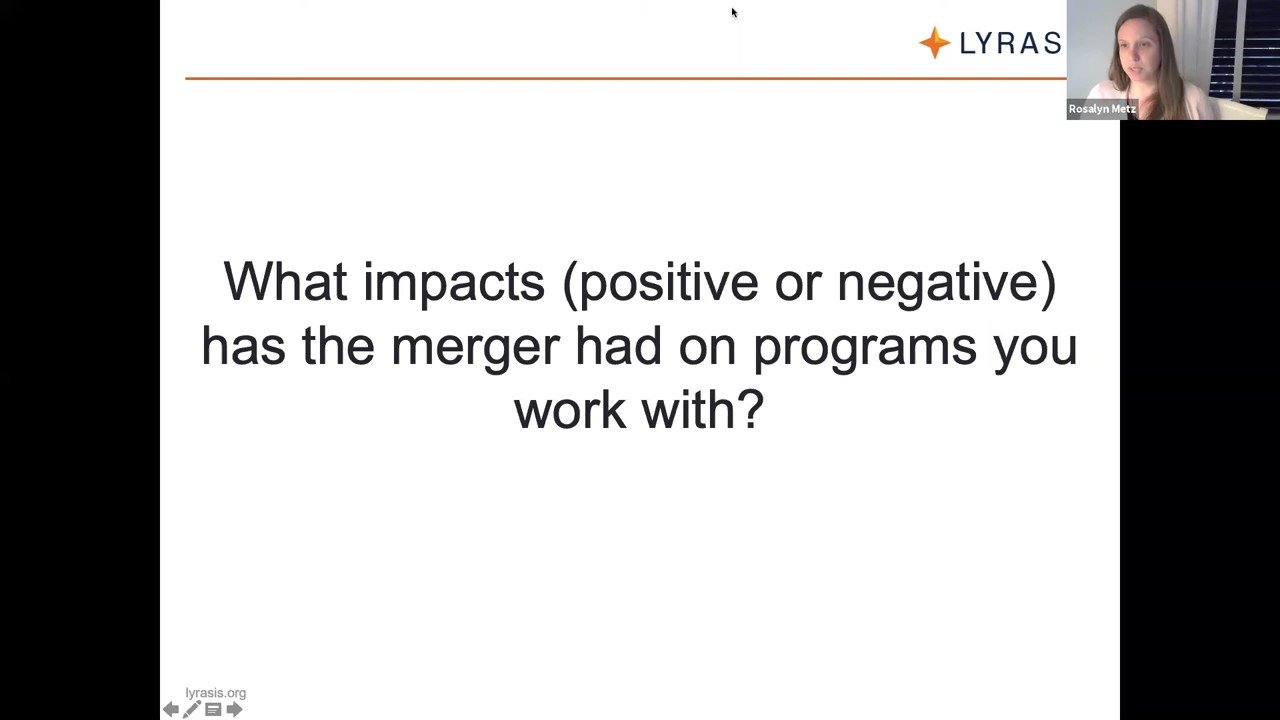 LYRAS
Rosalyn Metz
What impacts (positive or negative)
has the merger had on programs you
work with?
lyrasis.org